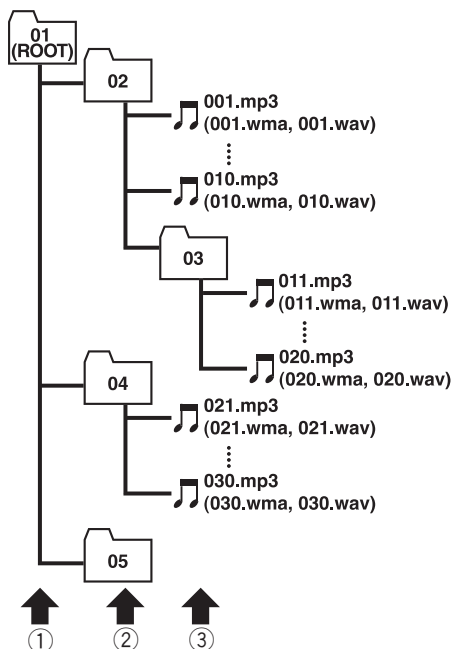 01
(ROOT)
02
001.mp3
(001.wma, 001.wav)
010.mp3
(010.wma, 010.wav)
03
011.mp3
(011.wma, 011.wav)
020.mp3
(020.wma, 020.wav)
04
021.mp3
(021.wma, 021.wav)
030.mp3
(030.wma, 030.wav)
05
① ② ③